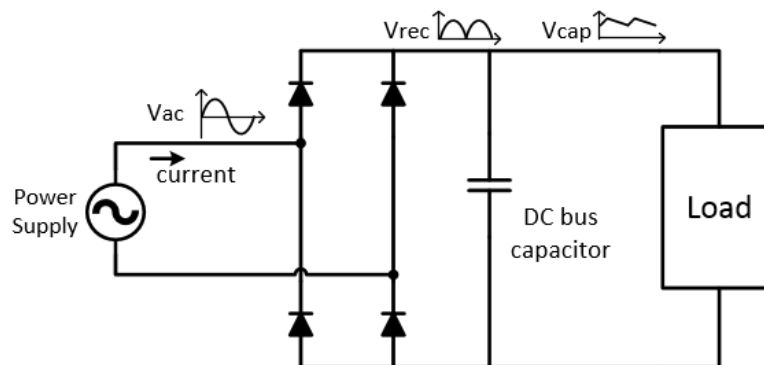 Vrec
Vcap
Vac
current
Power
Supply
DC bus
capacitor
Load